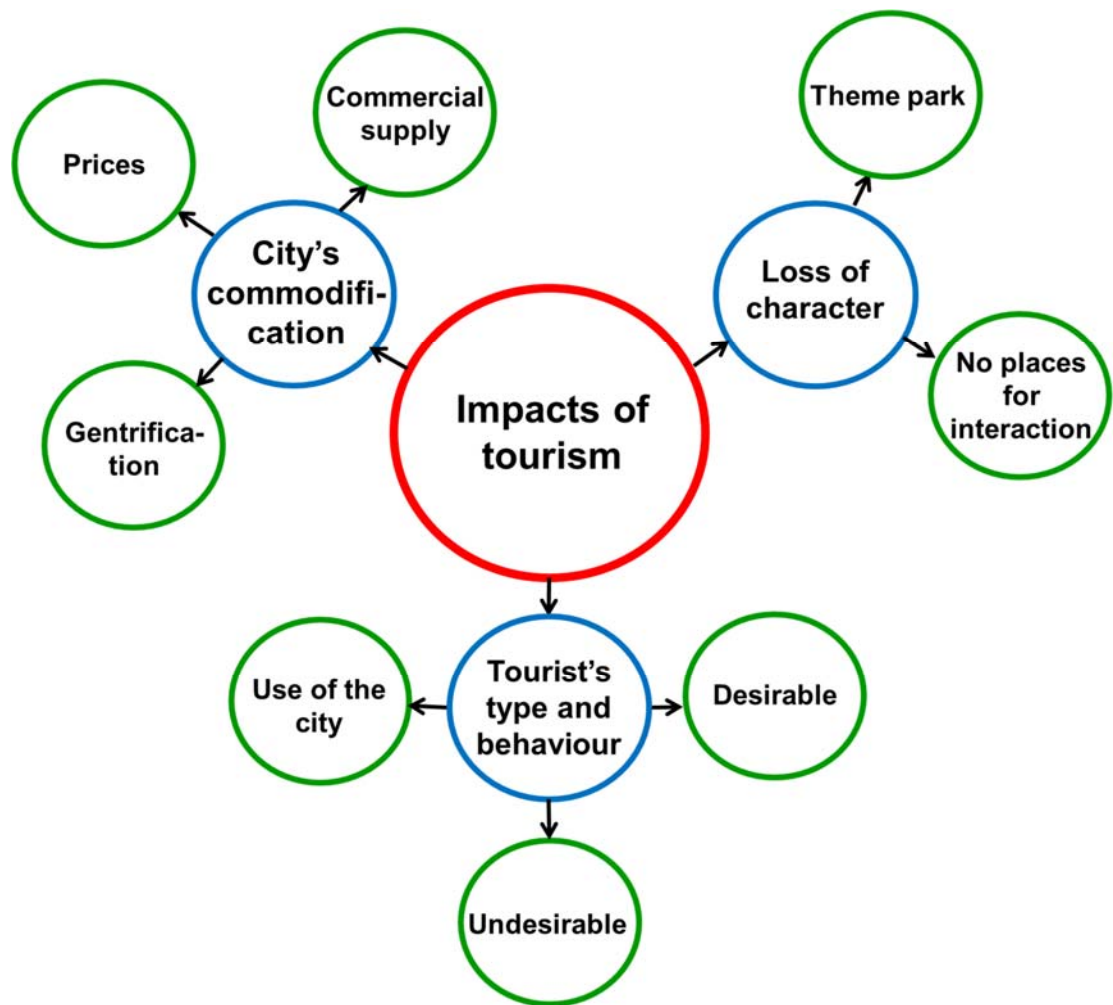 Commercial
supply
Prices
City's
commodifi-
cation
Gentrifica-
tion
Theme park
Loss of
character
No places
for
interaction
Impacts of
tourism
Use of the
city
Tourist's
type and
behaviour
Desirable
Undesirable